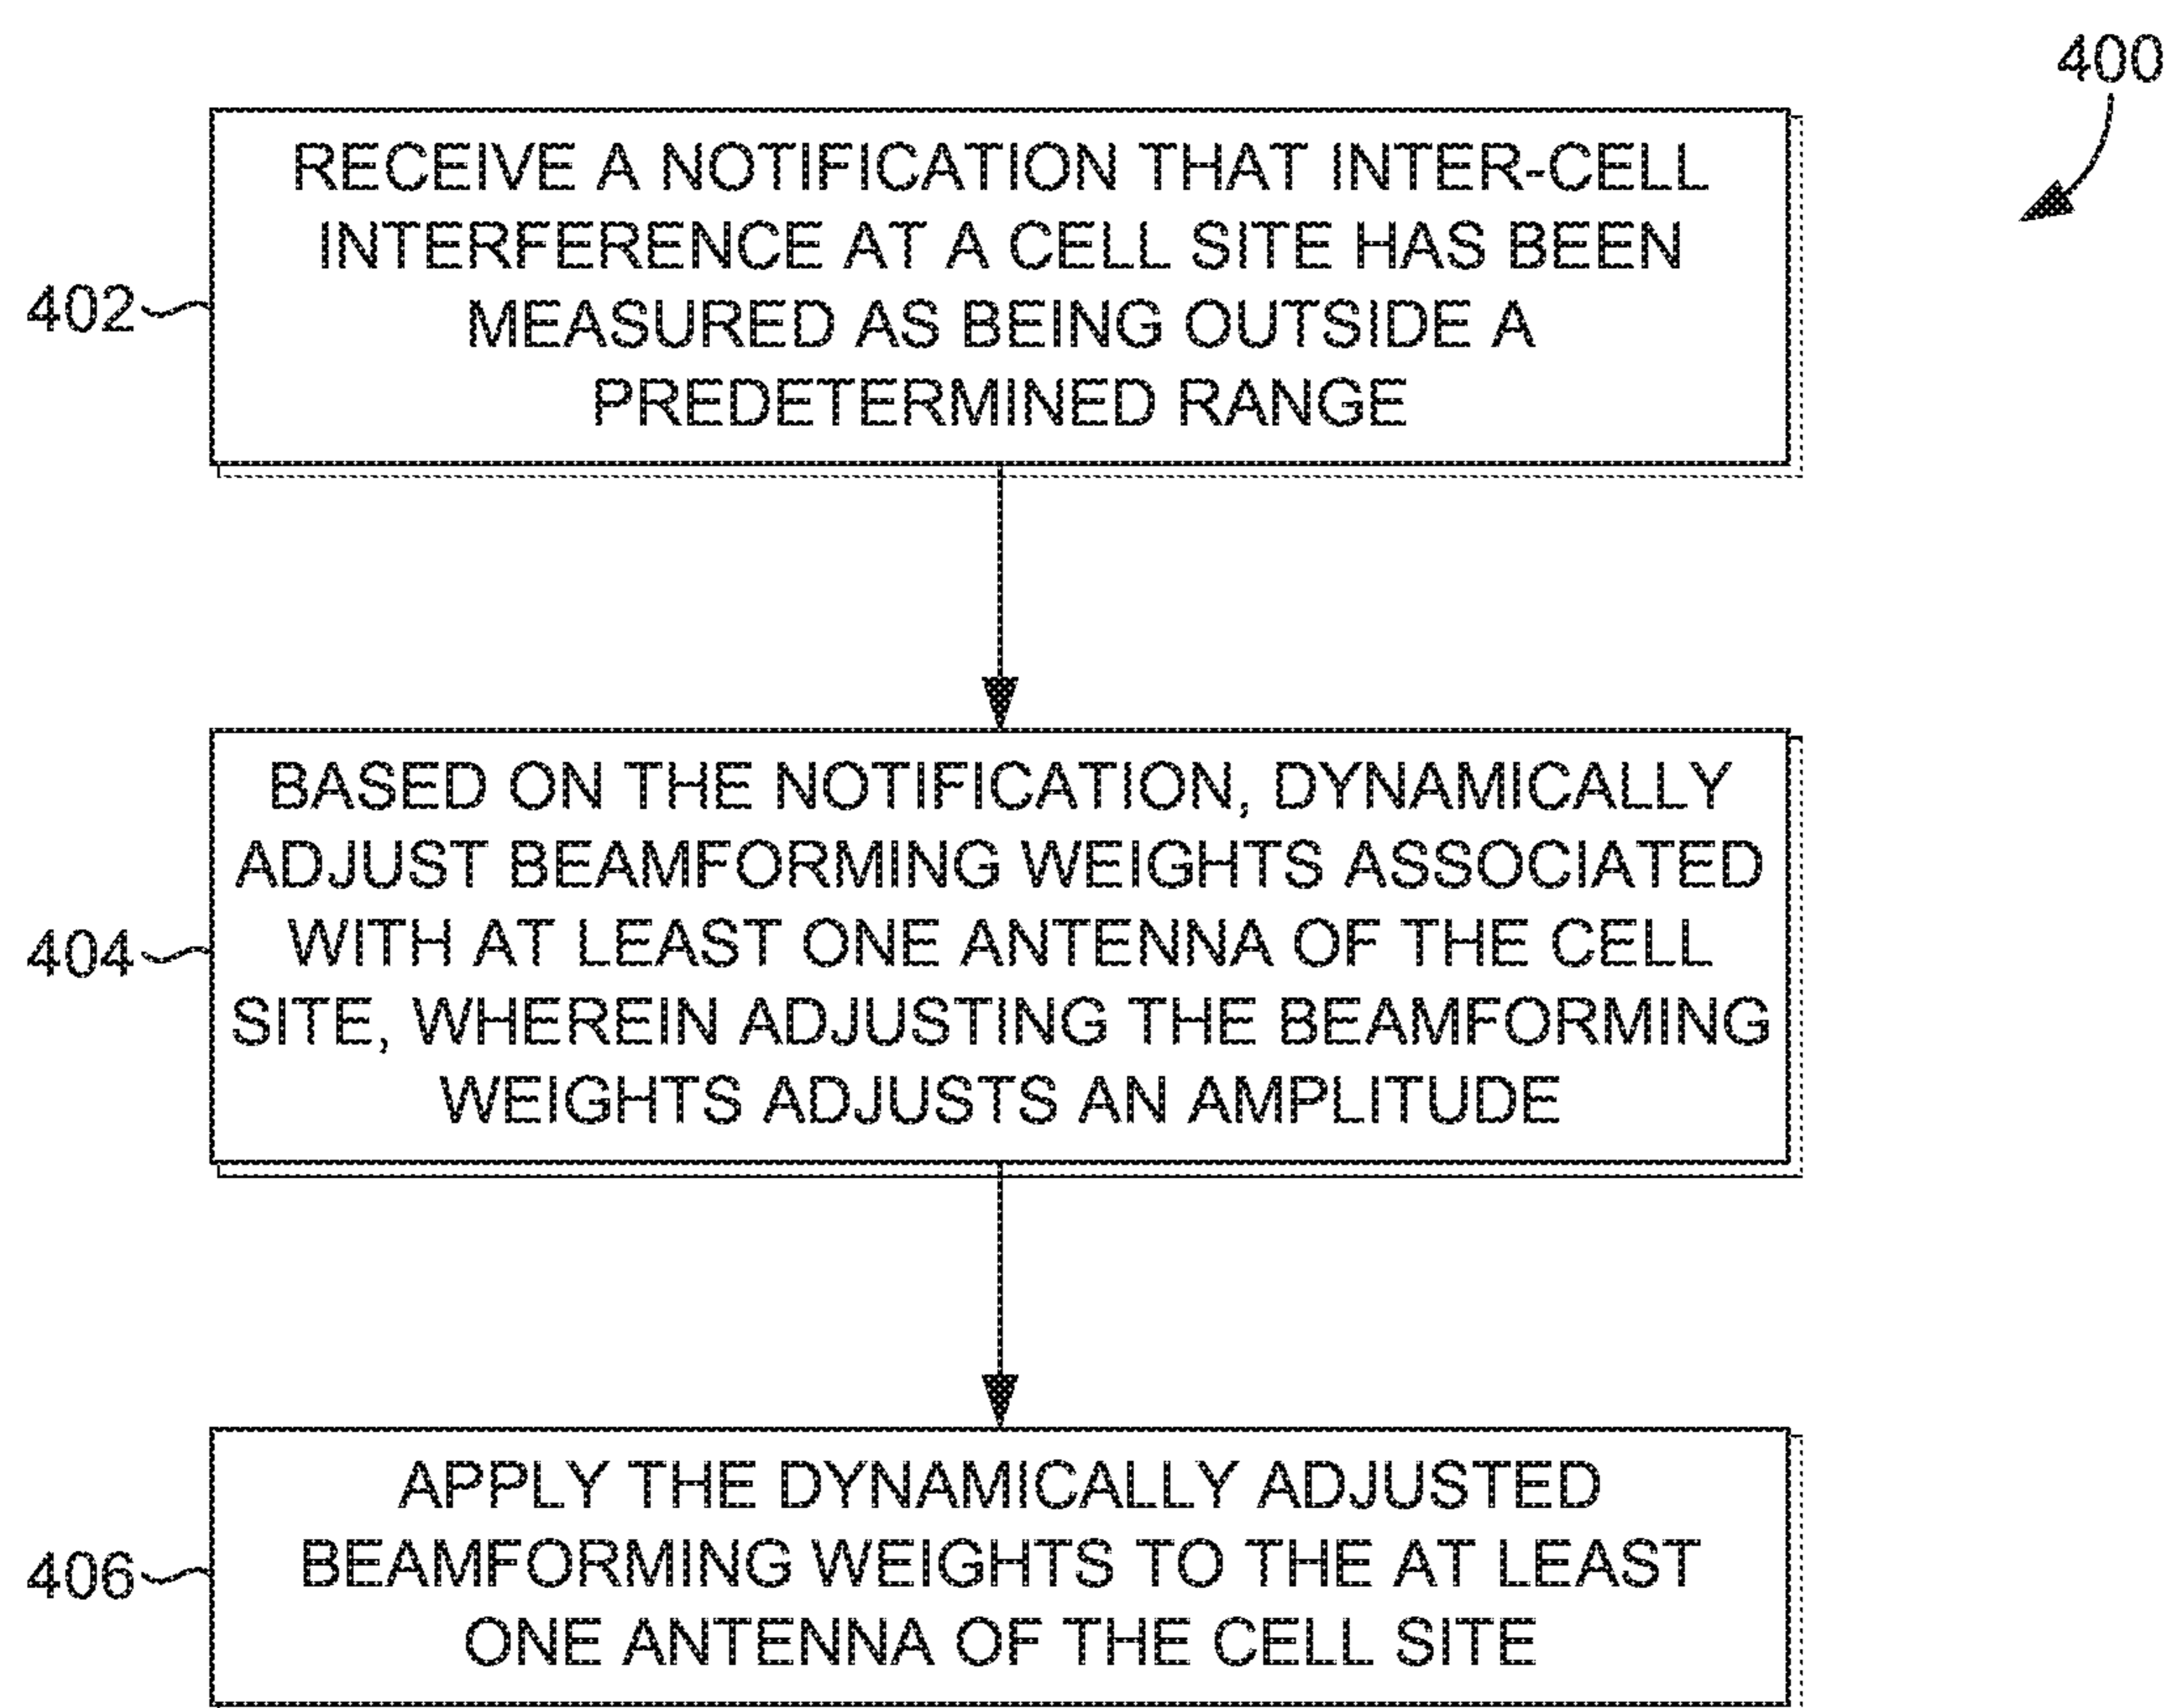 400
RECEIVE A NOTIFICATION THAT INTER-CELL
INTERFERENCE AT A CELL SITE HAS BEEN
MEASURED AS BEING OUTSIDE A
PREDETERMINED RANGE
402
BASED ON THE NOTIFICATION, DYNAMICALLY
ADJUST BEAMFORMING WEIGHTS ASSOCIATED
WITH AT LEAST ONE ANTENNA OF THE CELL
SITE, WHEREIN ADJUSTING THE BEAMFORMING
WEIGHTS ADJUSTS AN AMPLITUDE
404
APPLY THE DYNAMICALLY ADJUSTED
BEAMFORMING WEIGHTS TO THE AT LEAST
ONE ANTENNA OF THE CELL SITE
406